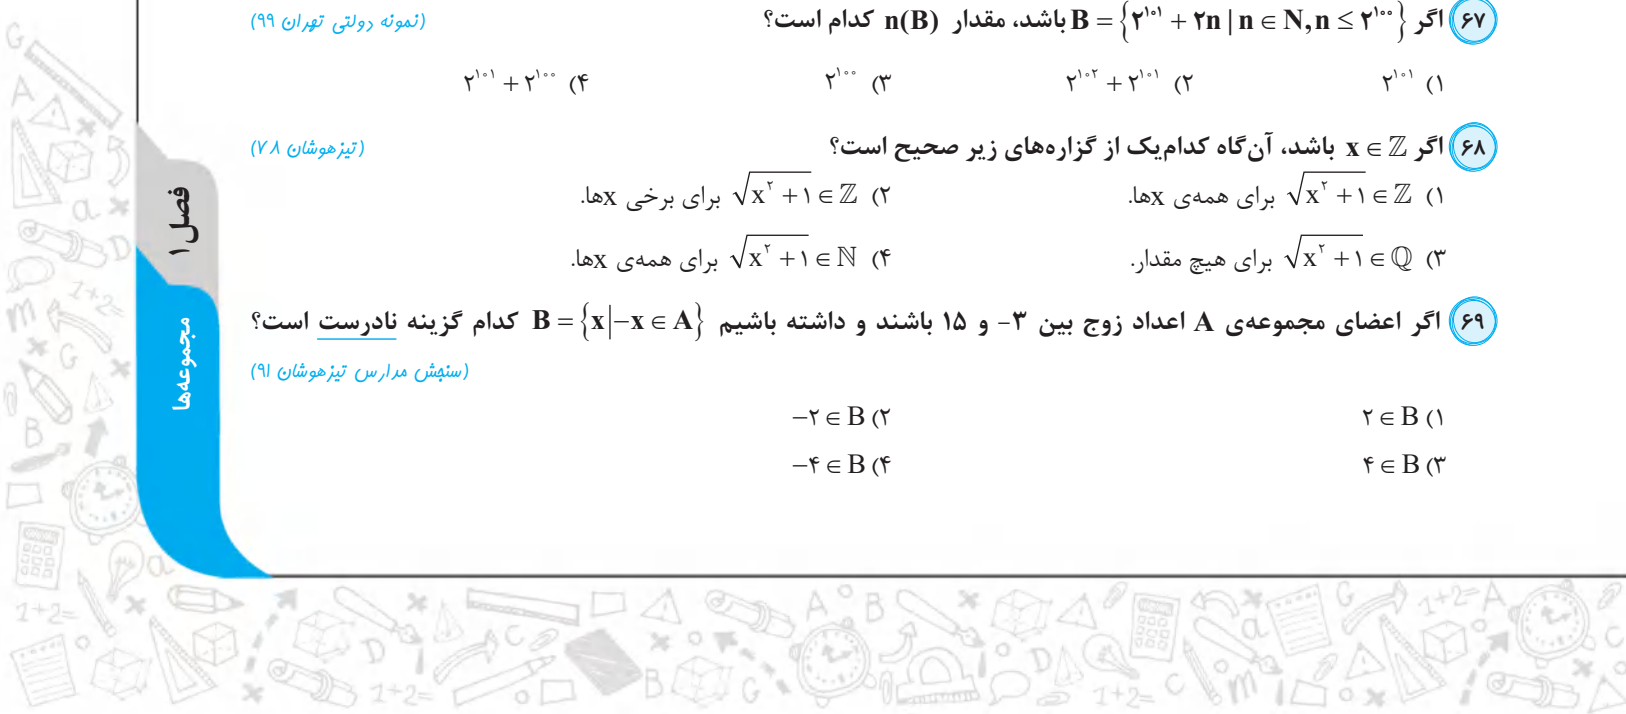 ۶۷ اگر B = {۲^۱۰۱ + ۲n | n ∈ N, n ≤ ۲^۱۰۰} باشد، مقدار n(B) کدام است؟ (نمونه دولتی تهران ۹۹)
۱) ۲^۱۰۱ ۲) ۲^۱۰۲ + ۲^۱۰۱ ۳) ۲^۱۰۰ ۴) ۲^۱۰۱ + ۲^۱۰۰
۶۸ اگر x ∈ ℤ باشد، آن‌گاه کدام‌یک از گزاره‌های زیر صحیح است؟ (تیزهوشان ۷۸)
۱) √(x^۲ + ۱) ∈ ℤ برای همه‌ی xها. ۲) √(x^۲ + ۱) ∈ ℤ برای برخی xها.
۳) √(x^۲ + ۱) ∈ ℚ برای هیچ مقدار. ۴) √(x^۲ + ۱) ∈ ℕ برای همه‌ی xها.
۶۹ اگر اعضای مجموعه‌ی A اعداد زوج بین ۳− و ۱۵ باشند و داشته باشیم B = {x | −x ∈ A} کدام گزینه نادرست است؟
(سنجش مدارس تیزهوشان ۹۱)
۱) ۲ ∈ B ۲) −۲ ∈ B
۳) ۴ ∈ B ۴) −۴ ∈ B
فصل ۱
مجموعه‌ها